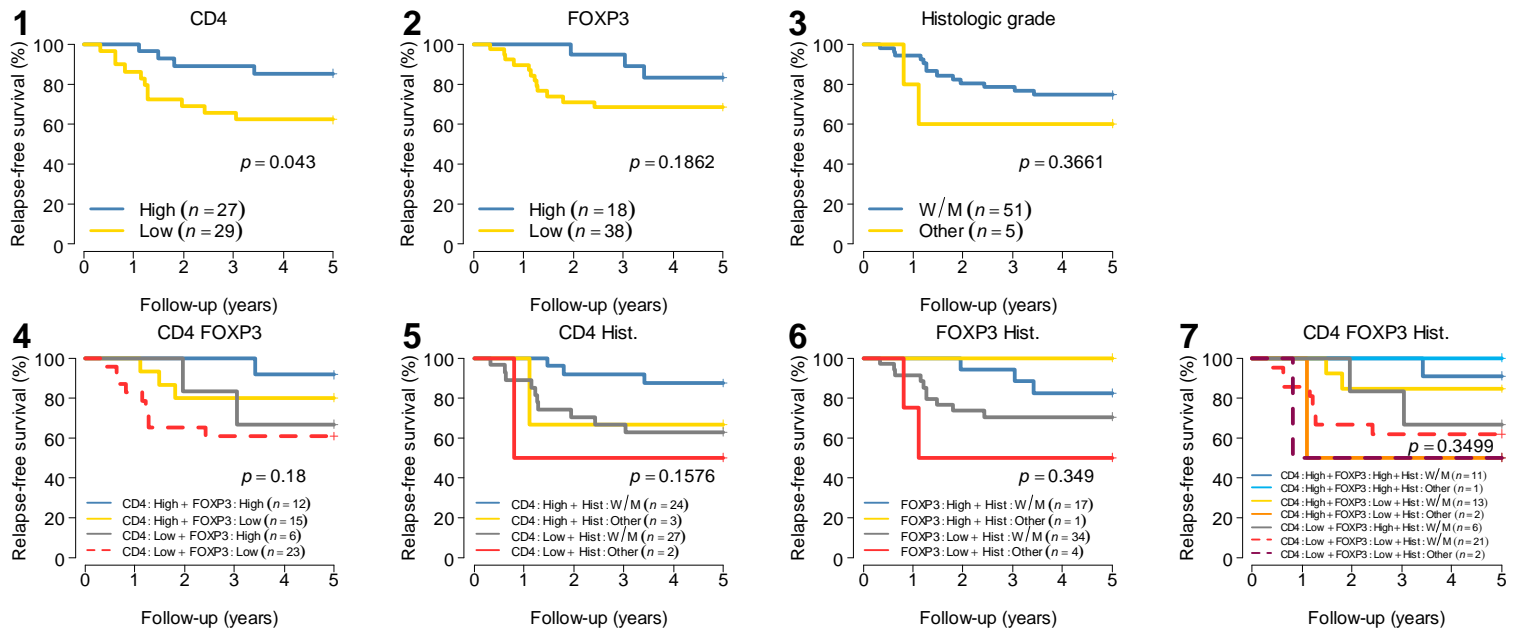 1
CD4
Relapse-free survival (%)
100
80
60
40
20
0
p = 0.043
High (n = 27)
Low (n = 29)
0 1 2 3 4 5
Follow-up (years)
2
FOXP3
Relapse-free survival (%)
100
80
60
40
20
0
p = 0.1862
High (n = 18)
Low (n = 38)
0 1 2 3 4 5
Follow-up (years)
3
Histologic grade
Relapse-free survival (%)
100
80
60
40
20
0
p = 0.3661
W/M (n = 51)
Other (n = 5)
0 1 2 3 4 5
Follow-up (years)
4
CD4 FOXP3
Relapse-free survival (%)
100
80
60
40
20
0
p = 0.18
CD4 : High + FOXP3 : High (n = 12)
CD4 : High + FOXP3 : Low (n = 15)
CD4 : Low + FOXP3 : High (n = 6)
CD4 : Low + FOXP3 : Low (n = 23)
0 1 2 3 4 5
Follow-up (years)
5
CD4 Hist.
Relapse-free survival (%)
100
80
60
40
20
0
p = 0.1576
CD4 : High + Hist : W/M (n = 24)
CD4 : High + Hist : Other (n = 3)
CD4 : Low + Hist : W/M (n = 27)
CD4 : Low + Hist : Other (n = 2)
0 1 2 3 4 5
Follow-up (years)
6
FOXP3 Hist.
Relapse-free survival (%)
100
80
60
40
20
0
p = 0.349
FOXP3 : High + Hist : W/M (n = 17)
FOXP3 : High + Hist : Other (n = 1)
FOXP3 : Low + Hist : W/M (n = 34)
FOXP3 : Low + Hist : Other (n = 4)
0 1 2 3 4 5
Follow-up (years)
7
CD4 FOXP3 Hist.
Relapse-free survival (%)
100
80
60
40
20
0
p = 0.3499
CD4 : High + FOXP3 : High + Hist : W/M (n = 11)
CD4 : High + FOXP3 : High + Hist : Other (n = 1)
CD4 : High + FOXP3 : Low + Hist : W/M (n = 13)
CD4 : High + FOXP3 : Low + Hist : Other (n = 2)
CD4 : Low + FOXP3 : High + Hist : W/M (n = 6)
CD4 : Low + FOXP3 : Low + Hist : W/M (n = 21)
CD4 : Low + FOXP3 : Low + Hist : Other (n = 2)
0 1 2 3 4 5
Follow-up (years)